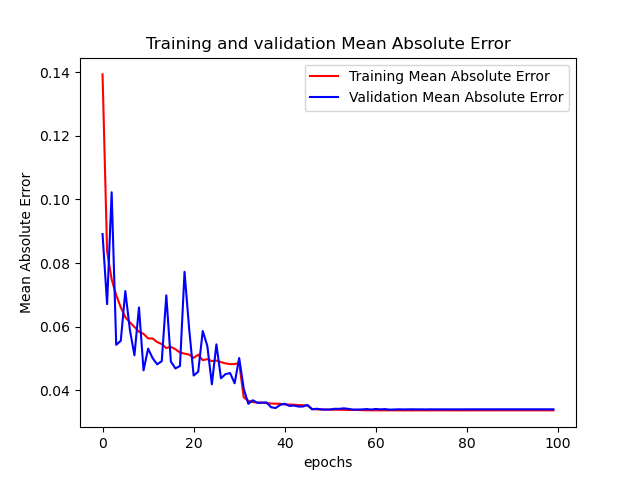 Training and validation Mean Absolute Error
Training Mean Absolute Error
Validation Mean Absolute Error
Mean Absolute Error
0.14
0.12
0.10
0.08
0.06
0.04
0 20 40 60 80 100
epochs